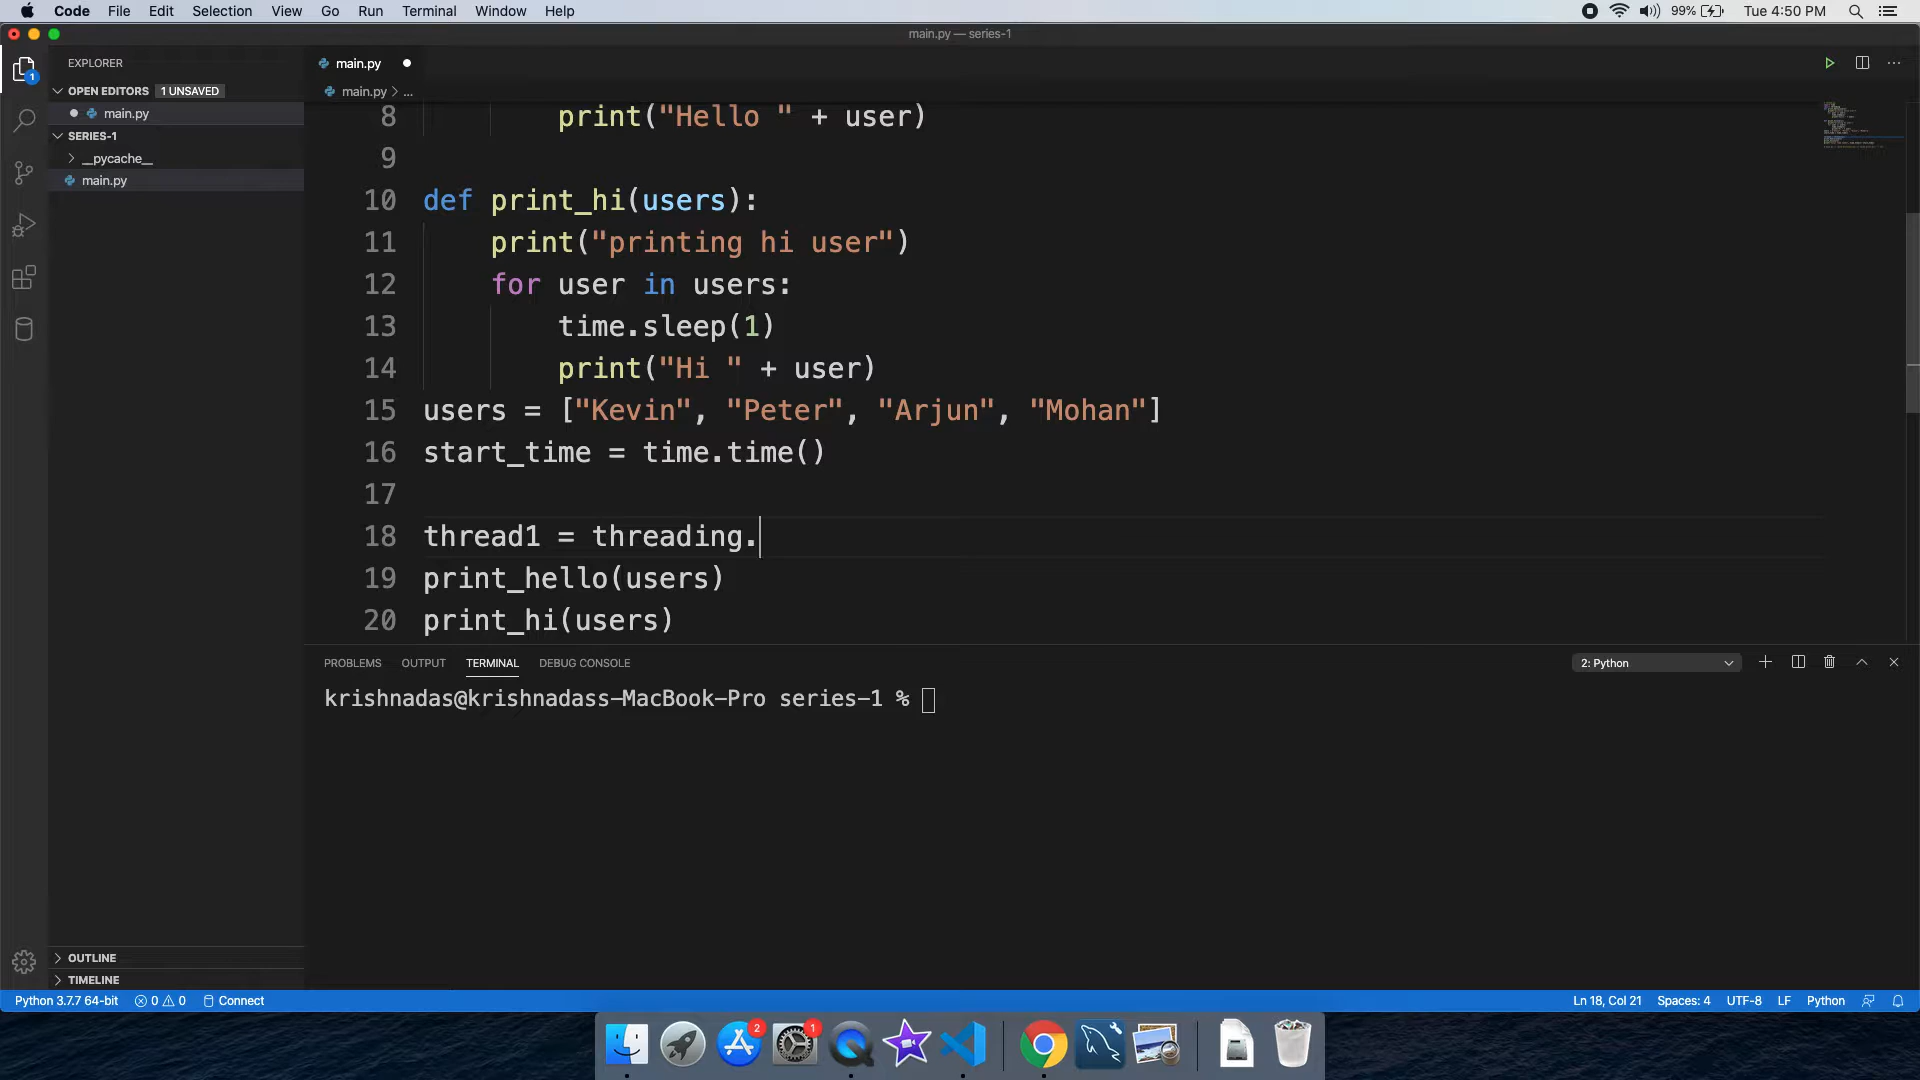 Code File Edit Selection View Go Run Terminal Window Help 99% Tue 4:50 PM
main.py — series-1
EXPLORER
main.py
OPEN EDITORS 1 UNSAVED
main.py > ...
main.py
SERIES-1
__pycache__
main.py
1
8 print("Hello " + user)
9
10 def print_hi(users):
11 print("printing hi user")
12 for user in users:
13 time.sleep(1)
14 print("Hi " + user)
15 users = ["Kevin", "Peter", "Arjun", "Mohan"]
16 start_time = time.time()
17
18 thread1 = threading.
19 print_hello(users)
20 print_hi(users)
PROBLEMS OUTPUT TERMINAL DEBUG CONSOLE 2: Python
krishnadas@krishnadass-MacBook-Pro series-1 %
OUTLINE
TIMELINE
Python 3.7.7 64-bit 0 0 Connect Ln 18, Col 21 Spaces: 4 UTF-8 LF Python
2 1